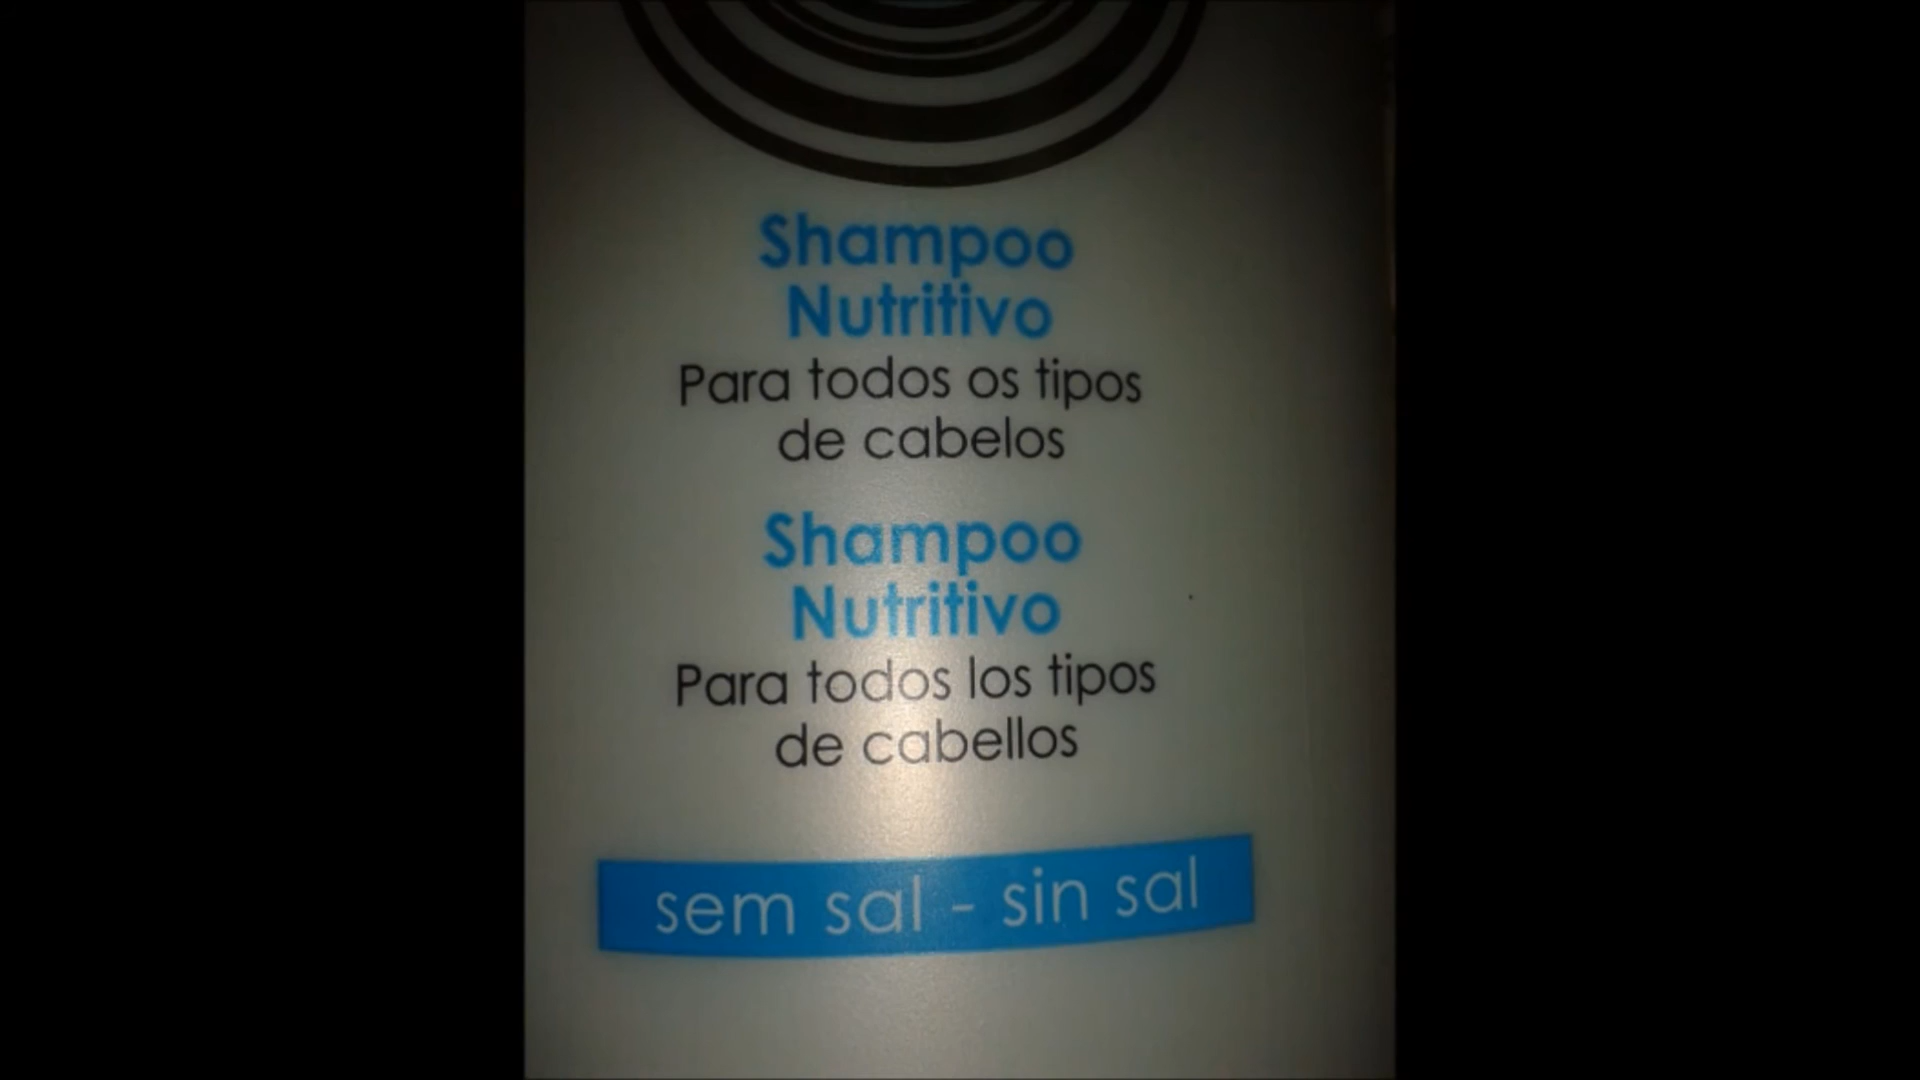 Shampoo
Nutritivo
Para todos os tipos
de cabelos
Shampoo
Nutritivo
Para todos los tipos
de cabellos
sem sal - sin sal